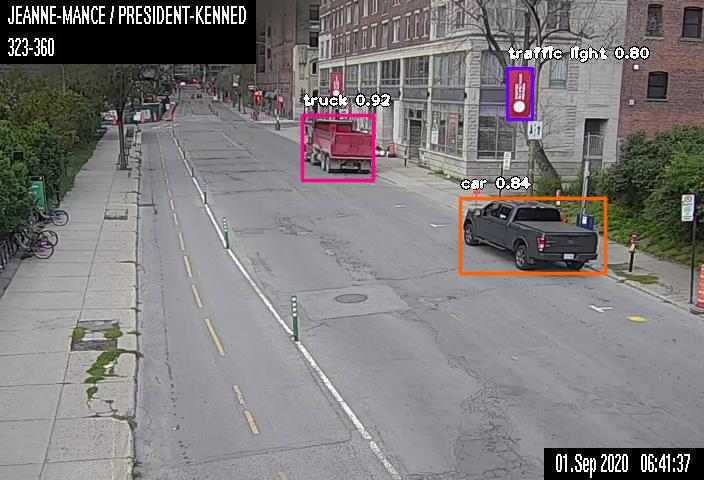 JEANNE-MANCE / PRESIDENT-KENNED
323-360
traffic light 0.80
truck 0.92
car 0.84
01.Sep 2020 06:41:37